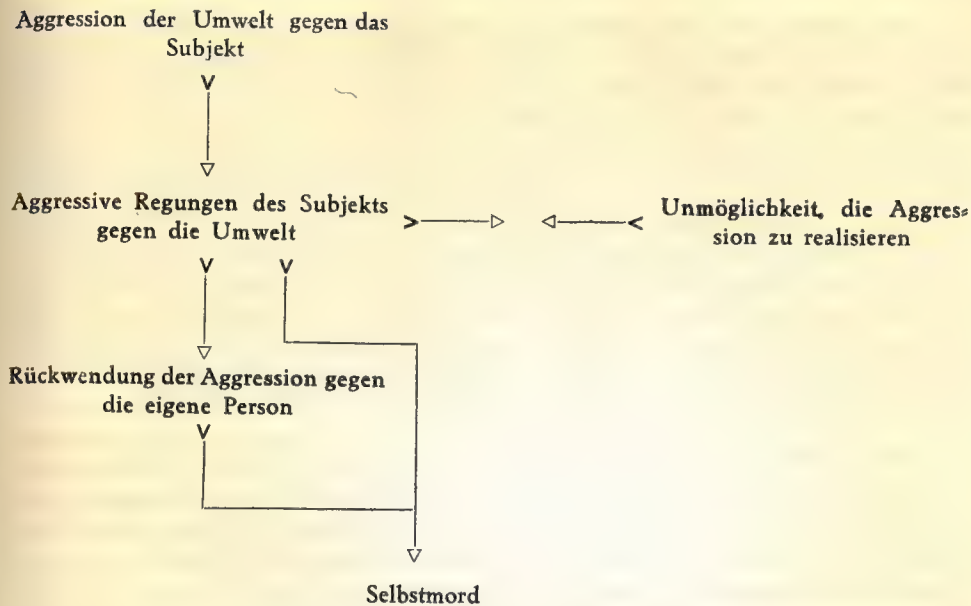 Aggression der Umwelt gegen das
Subjekt
Aggressive Regungen des Subjekts
gegen die Umwelt
Unmöglichkeit, die Aggres⸗
sion zu realisieren
Rückwendung der Aggression gegen
die eigene Person
Selbstmord